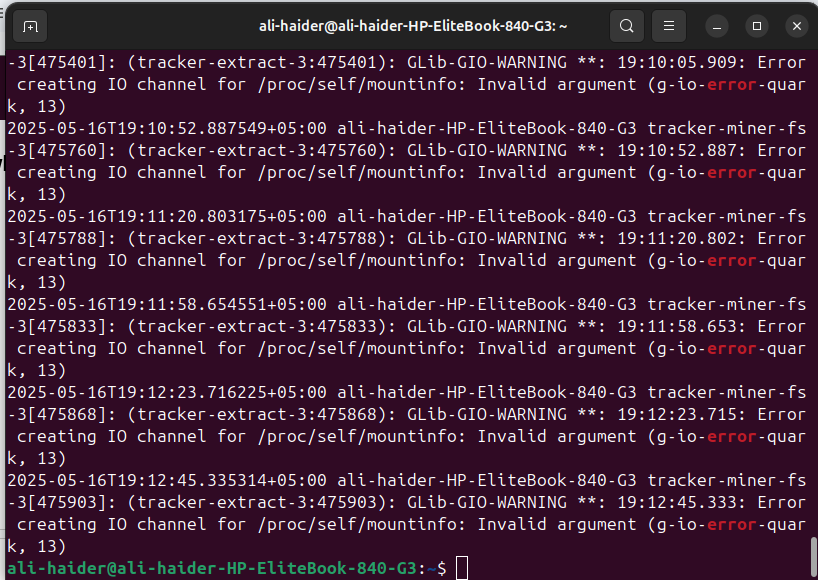 ali-haider@ali-haider-HP-EliteBook-840-G3: ~
-3[475401]: (tracker-extract-3:475401): GLib-GIO-WARNING **: 19:10:05.909: Error
 creating IO channel for /proc/self/mountinfo: Invalid argument (g-io-error-quar
k, 13)
2025-05-16T19:10:52.887549+05:00 ali-haider-HP-EliteBook-840-G3 tracker-miner-fs
-3[475760]: (tracker-extract-3:475760): GLib-GIO-WARNING **: 19:10:52.887: Error
 creating IO channel for /proc/self/mountinfo: Invalid argument (g-io-error-quar
k, 13)
2025-05-16T19:11:20.803175+05:00 ali-haider-HP-EliteBook-840-G3 tracker-miner-fs
-3[475788]: (tracker-extract-3:475788): GLib-GIO-WARNING **: 19:11:20.802: Error
 creating IO channel for /proc/self/mountinfo: Invalid argument (g-io-error-quar
k, 13)
2025-05-16T19:11:58.654551+05:00 ali-haider-HP-EliteBook-840-G3 tracker-miner-fs
-3[475833]: (tracker-extract-3:475833): GLib-GIO-WARNING **: 19:11:58.653: Error
 creating IO channel for /proc/self/mountinfo: Invalid argument (g-io-error-quar
k, 13)
2025-05-16T19:12:23.716225+05:00 ali-haider-HP-EliteBook-840-G3 tracker-miner-fs
-3[475868]: (tracker-extract-3:475868): GLib-GIO-WARNING **: 19:12:23.715: Error
 creating IO channel for /proc/self/mountinfo: Invalid argument (g-io-error-quar
k, 13)
2025-05-16T19:12:45.335314+05:00 ali-haider-HP-EliteBook-840-G3 tracker-miner-fs
-3[475903]: (tracker-extract-3:475903): GLib-GIO-WARNING **: 19:12:45.333: Error
 creating IO channel for /proc/self/mountinfo: Invalid argument (g-io-error-quar
k, 13)
ali-haider@ali-haider-HP-EliteBook-840-G3:~$